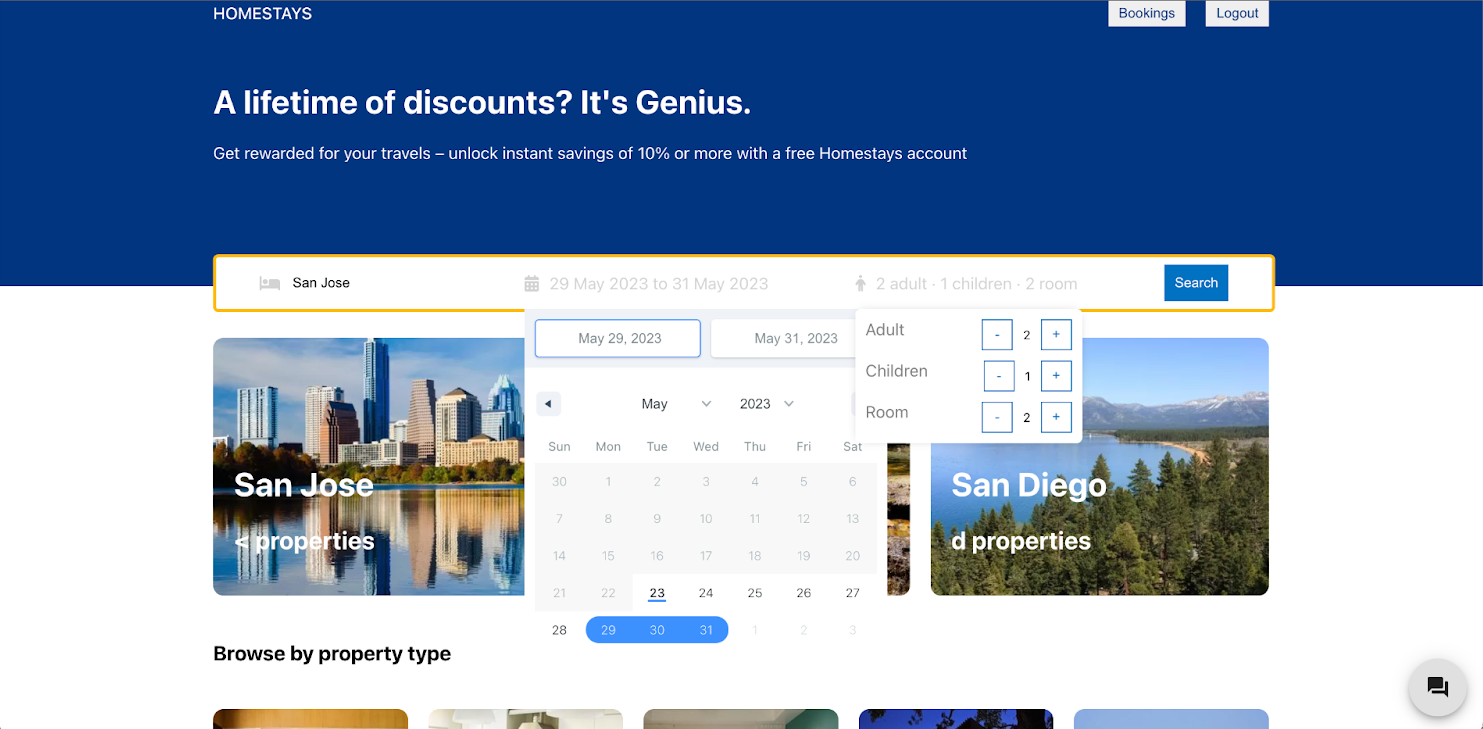 HOMESTAYS
Bookings
Logout
A lifetime of discounts? It's Genius.
Get rewarded for your travels – unlock instant savings of 10% or more with a free Homestays account
San Jose
29 May 2023 to 31 May 2023
2 adult · 1 children · 2 room
Search
May 29, 2023
May 31, 2023
Adult - 2 +
Children - 1 +
Room - 2 +
May 2023
Sun Mon Tue Wed Thu Fri Sat
30 1 2 3 4 5 6
7 8 9 10 11 12 13
14 15 16 17 18 19 20
21 22 23 24 25 26 27
28 29 30 31 1 2 3
San Jose
< properties
San Diego
d properties
Browse by property type